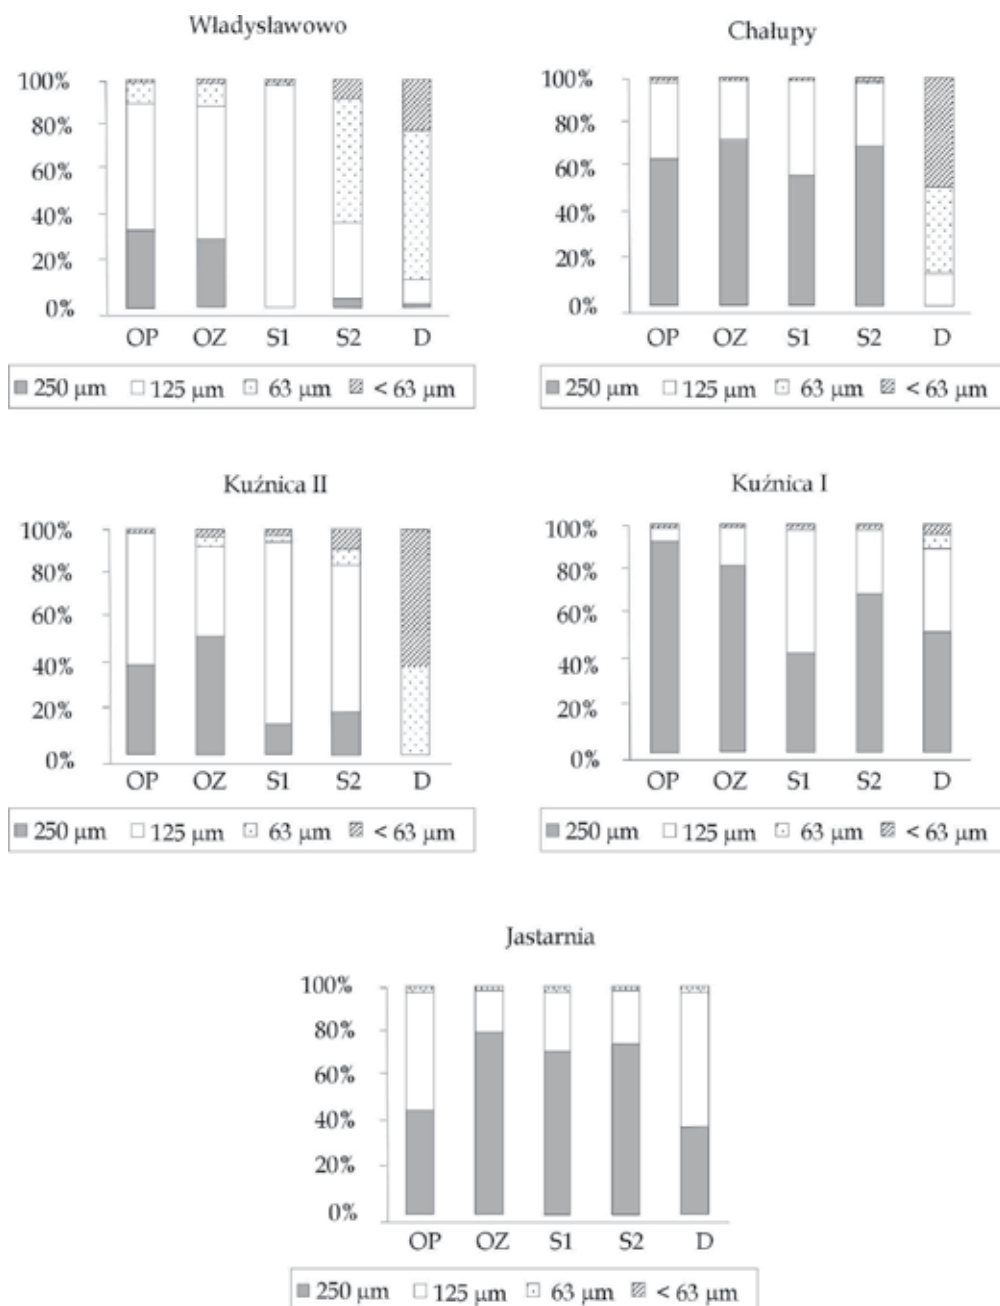 Władysławowo
100%
80%
60%
40%
20%
0%
OP OZ S1 S2 D
250 μm 125 μm 63 μm < 63 μm
Chałupy
100%
80%
60%
40%
20%
0%
OP OZ S1 S2 D
250 μm 125 μm 63 μm < 63 μm
Kuźnica II
100%
80%
60%
40%
20%
0%
OP OZ S1 S2 D
250 μm 125 μm 63 μm < 63 μm
Kuźnica I
100%
80%
60%
40%
20%
0%
OP OZ S1 S2 D
250 μm 125 μm 63 μm < 63 μm
Jastarnia
100%
80%
60%
40%
20%
0%
OP OZ S1 S2 D
250 μm 125 μm 63 μm < 63 μm